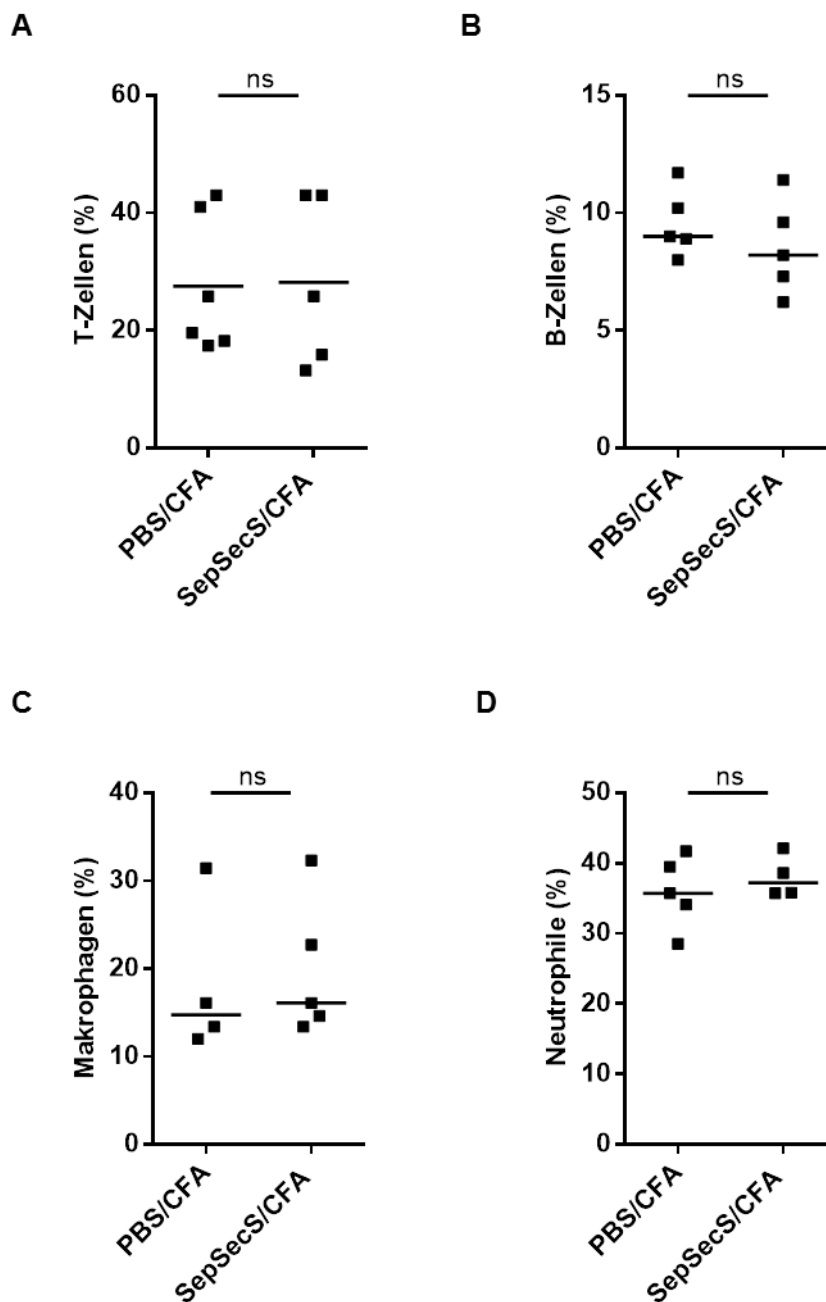 A
ns
60
40
20
0
T-Zellen (%)
PBS/CFA
SepSecS/CFA
B
ns
15
10
5
0
B-Zellen (%)
PBS/CFA
SepSecS/CFA
C
ns
40
30
20
10
0
Makrophagen (%)
PBS/CFA
SepSecS/CFA
D
ns
50
40
30
20
10
0
Neutrophile (%)
PBS/CFA
SepSecS/CFA